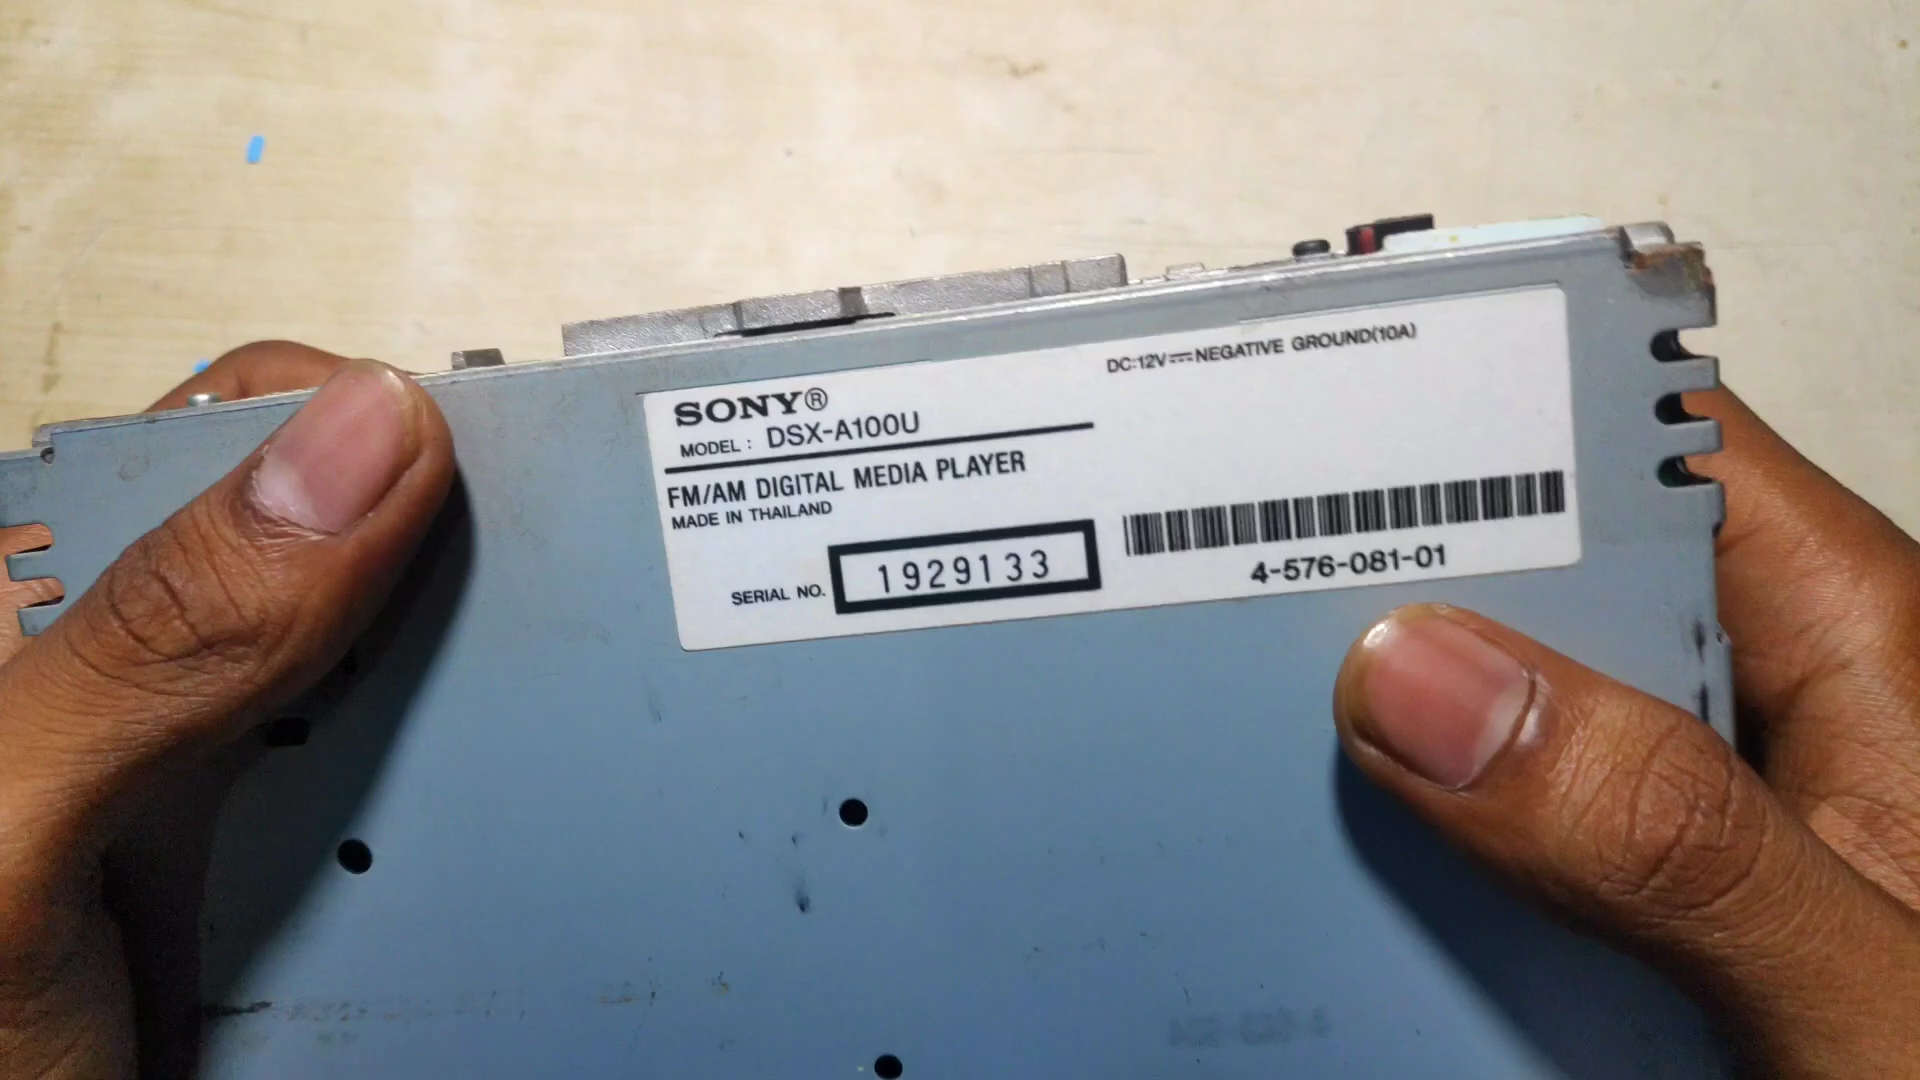 SONY®
MODEL : DSX-A100U
DC:12V⎓NEGATIVE GROUND(10A)
FM/AM DIGITAL MEDIA PLAYER
MADE IN THAILAND
SERIAL NO. 1929133
4-576-081-01